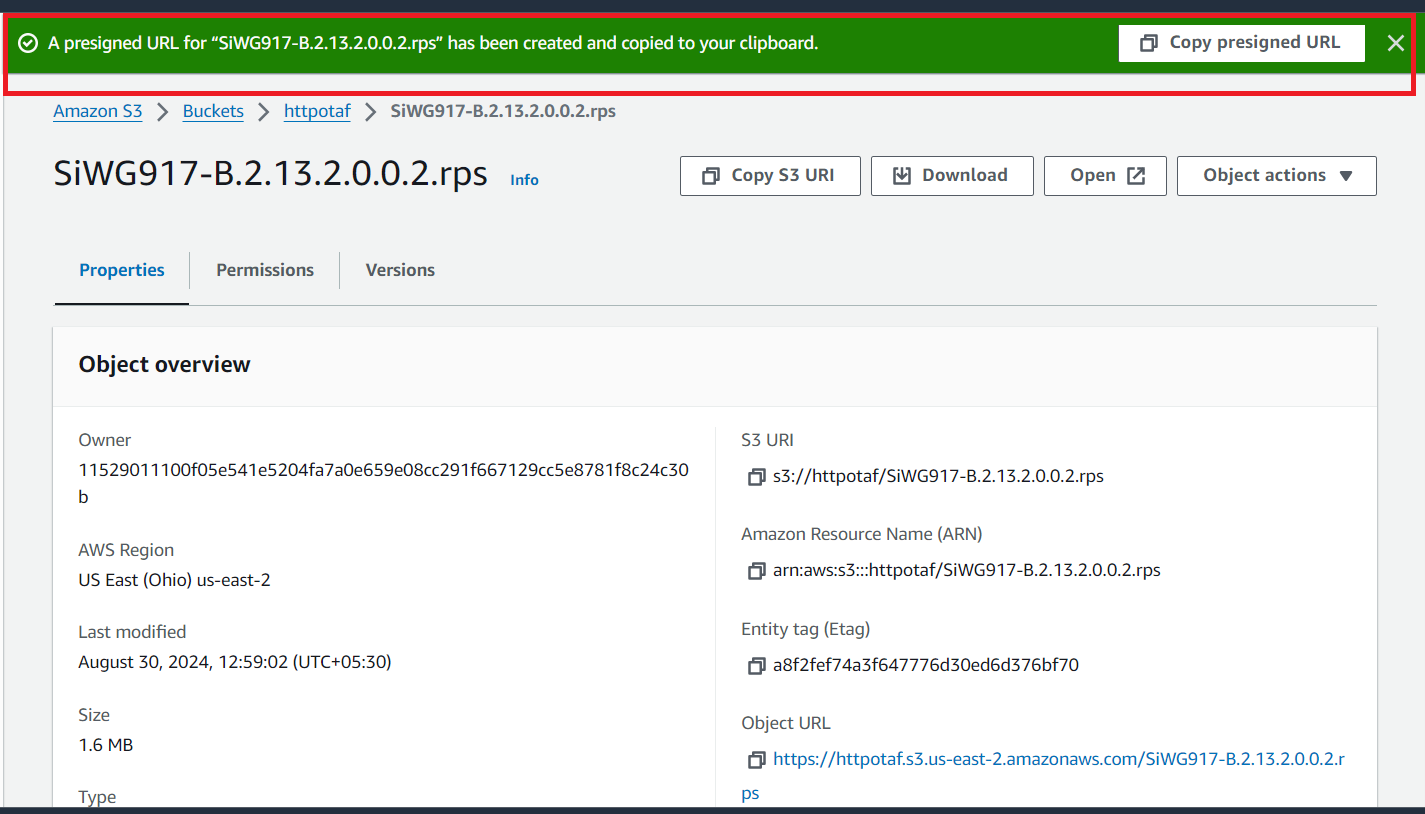 A presigned URL for “SiWG917-B.2.13.2.0.0.2.rps” has been created and copied to your clipboard.
Copy presigned URL
Amazon S3 > Buckets > httpotaf > SiWG917-B.2.13.2.0.0.2.rps
SiWG917-B.2.13.2.0.0.2.rps Info
Copy S3 URI
Download
Open
Object actions
Properties
Permissions
Versions
Object overview
Owner
11529011100f05e541e5204fa7a0e659e08cc291f667129cc5e8781f8c24c30
b
AWS Region
US East (Ohio) us-east-2
Last modified
August 30, 2024, 12:59:02 (UTC+05:30)
Size
1.6 MB
Type
S3 URI
s3://httpotaf/SiWG917-B.2.13.2.0.0.2.rps
Amazon Resource Name (ARN)
arn:aws:s3:::httpotaf/SiWG917-B.2.13.2.0.0.2.rps
Entity tag (Etag)
a8f2fef74a3f647776d30ed6d376bf70
Object URL
https://httpotaf.s3.us-east-2.amazonaws.com/SiWG917-B.2.13.2.0.0.2.r
ps